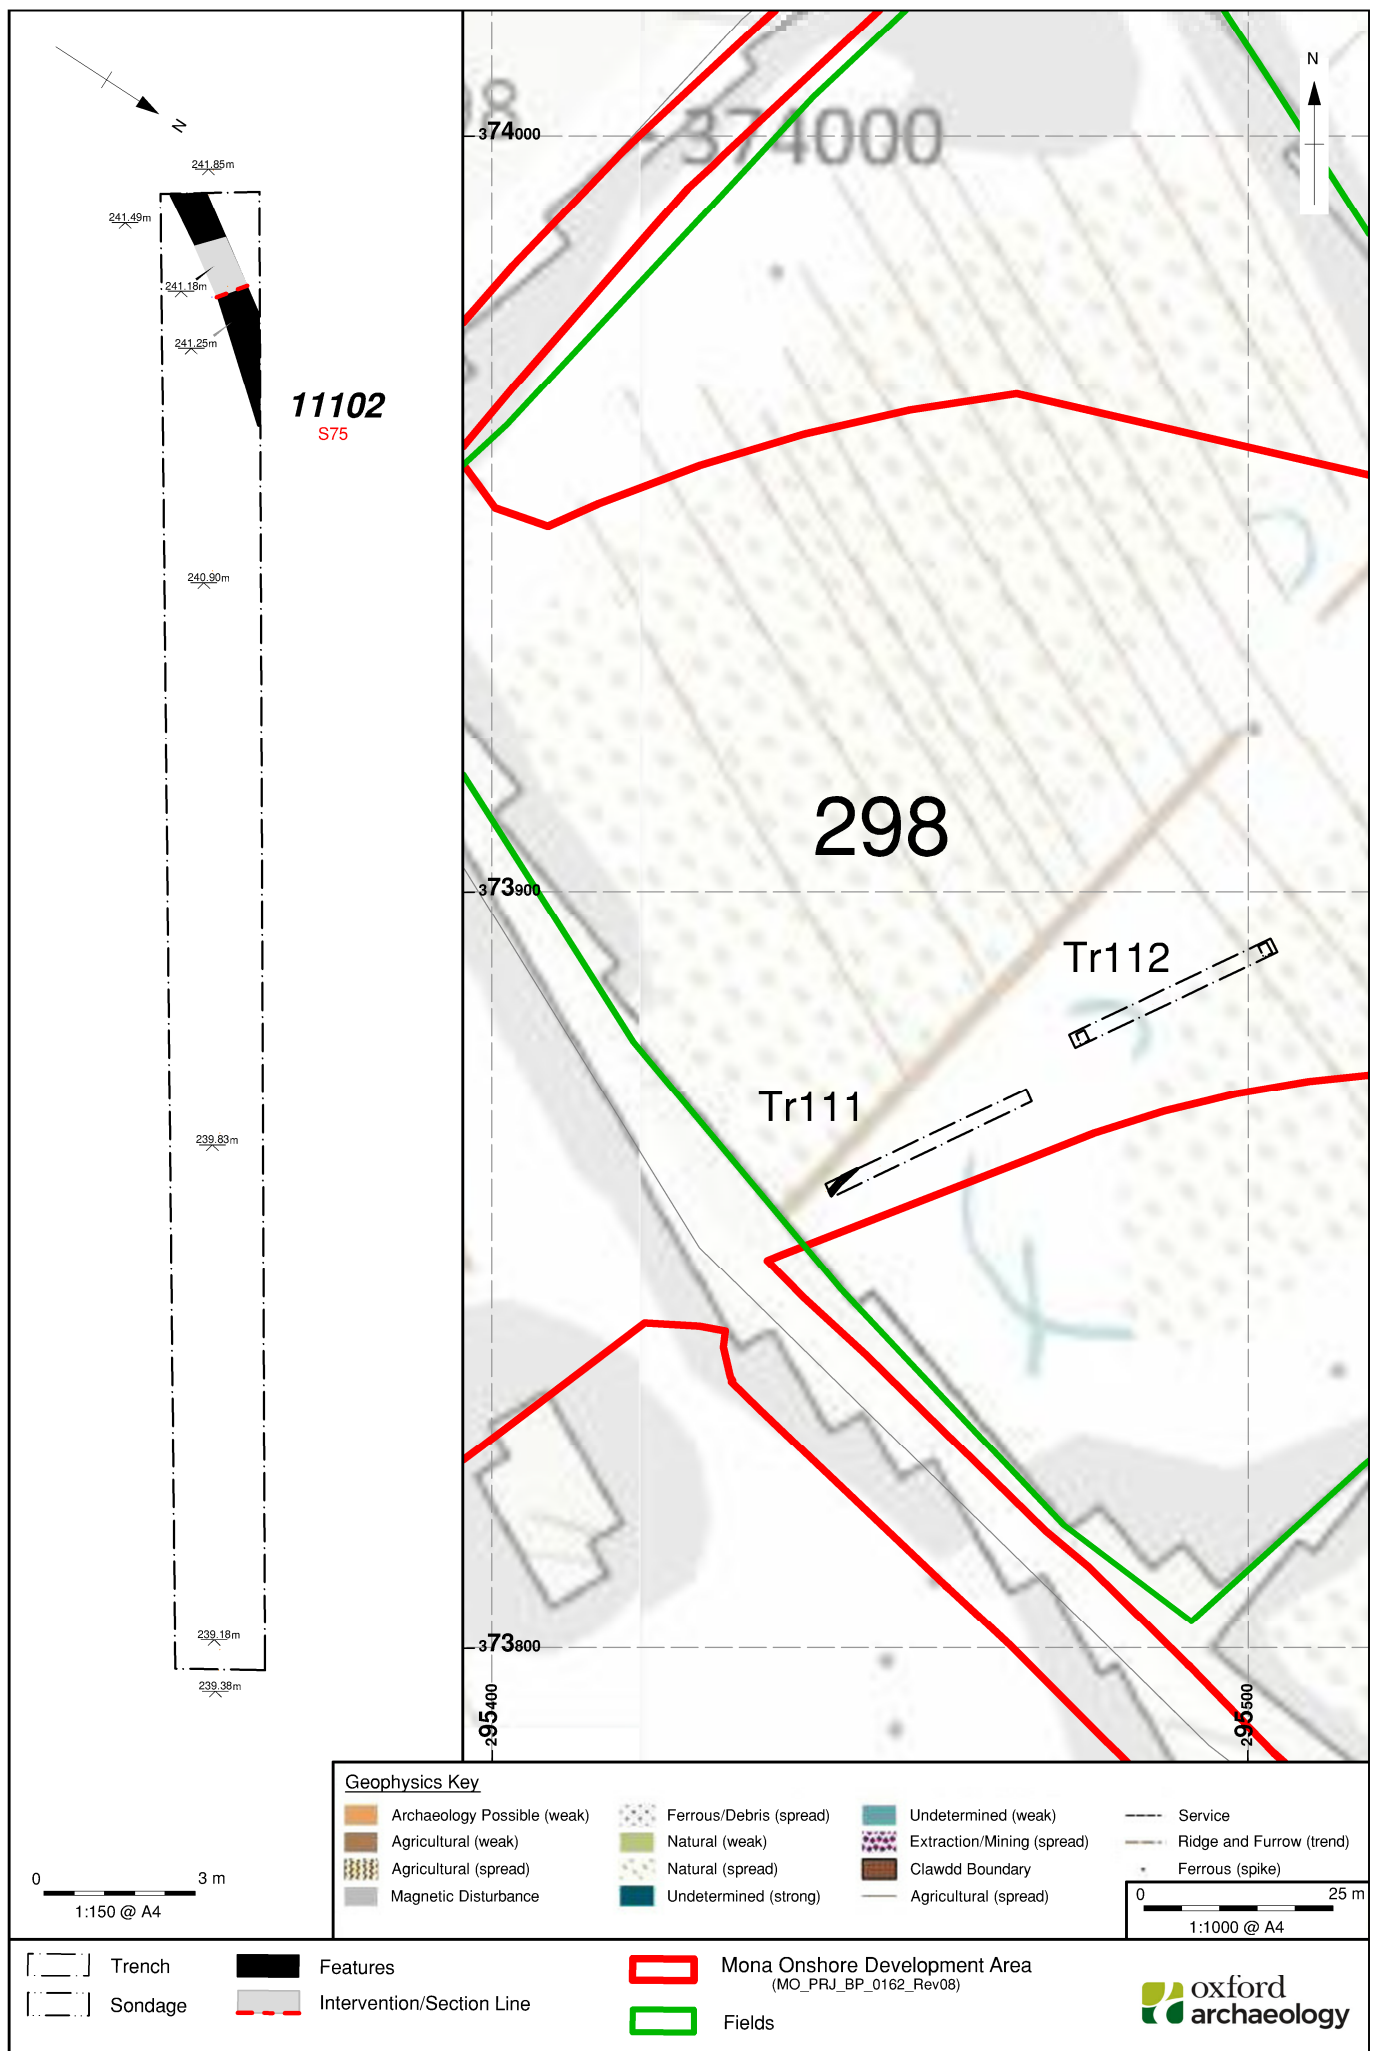 N
241.85m
241.49m
241.18m
241.25m
11102
S75
240.90m
239.83m
239.18m
239.38m
N
374000
374000
298
373900
Tr112
Tr111
373800
295400
295500
Geophysics Key
Archaeology Possible (weak)
Agricultural (weak)
Agricultural (spread)
Magnetic Disturbance
Ferrous/Debris (spread)
Natural (weak)
Natural (spread)
Undetermined (strong)
Undetermined (weak)
Extraction/Mining (spread)
Clawdd Boundary
Agricultural (spread)
Service
Ridge and Furrow (trend)
Ferrous (spike)
0 3 m
1:150 @ A4
0 25 m
1:1000 @ A4
Trench
Sondage
Features
Intervention/Section Line
Mona Onshore Development Area
(MO_PRJ_BP_0162_Rev08)
Fields
oxford
archaeology